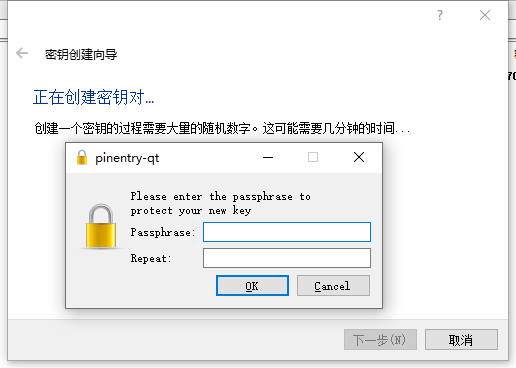 密钥创建向导
正在创建密钥对...
创建一个密钥的过程需要大量的随机数字。这可能需要几分钟的时间...
pinentry-qt
Please enter the passphrase to
protect your new key
Passphrase:
Repeat:
OK
Cancel
下一步(N)
取消